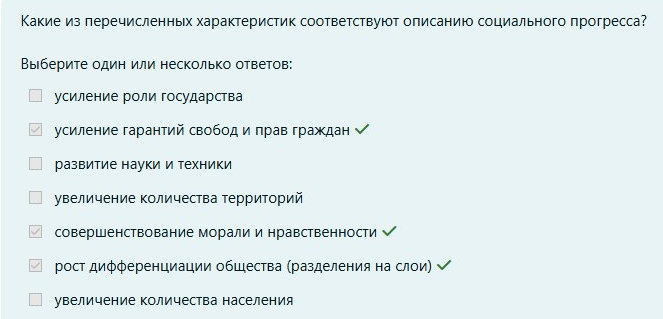 Какие из перечисленных характеристик соответствуют описанию социального прогресса?
Выберите один или несколько ответов:
усиление роли государства
усиление гарантий свобод и прав граждан
развитие науки и техники
увеличение количества территорий
совершенствование морали и нравственности
рост дифференциации общества (разделения на слои)
увеличение количества населения